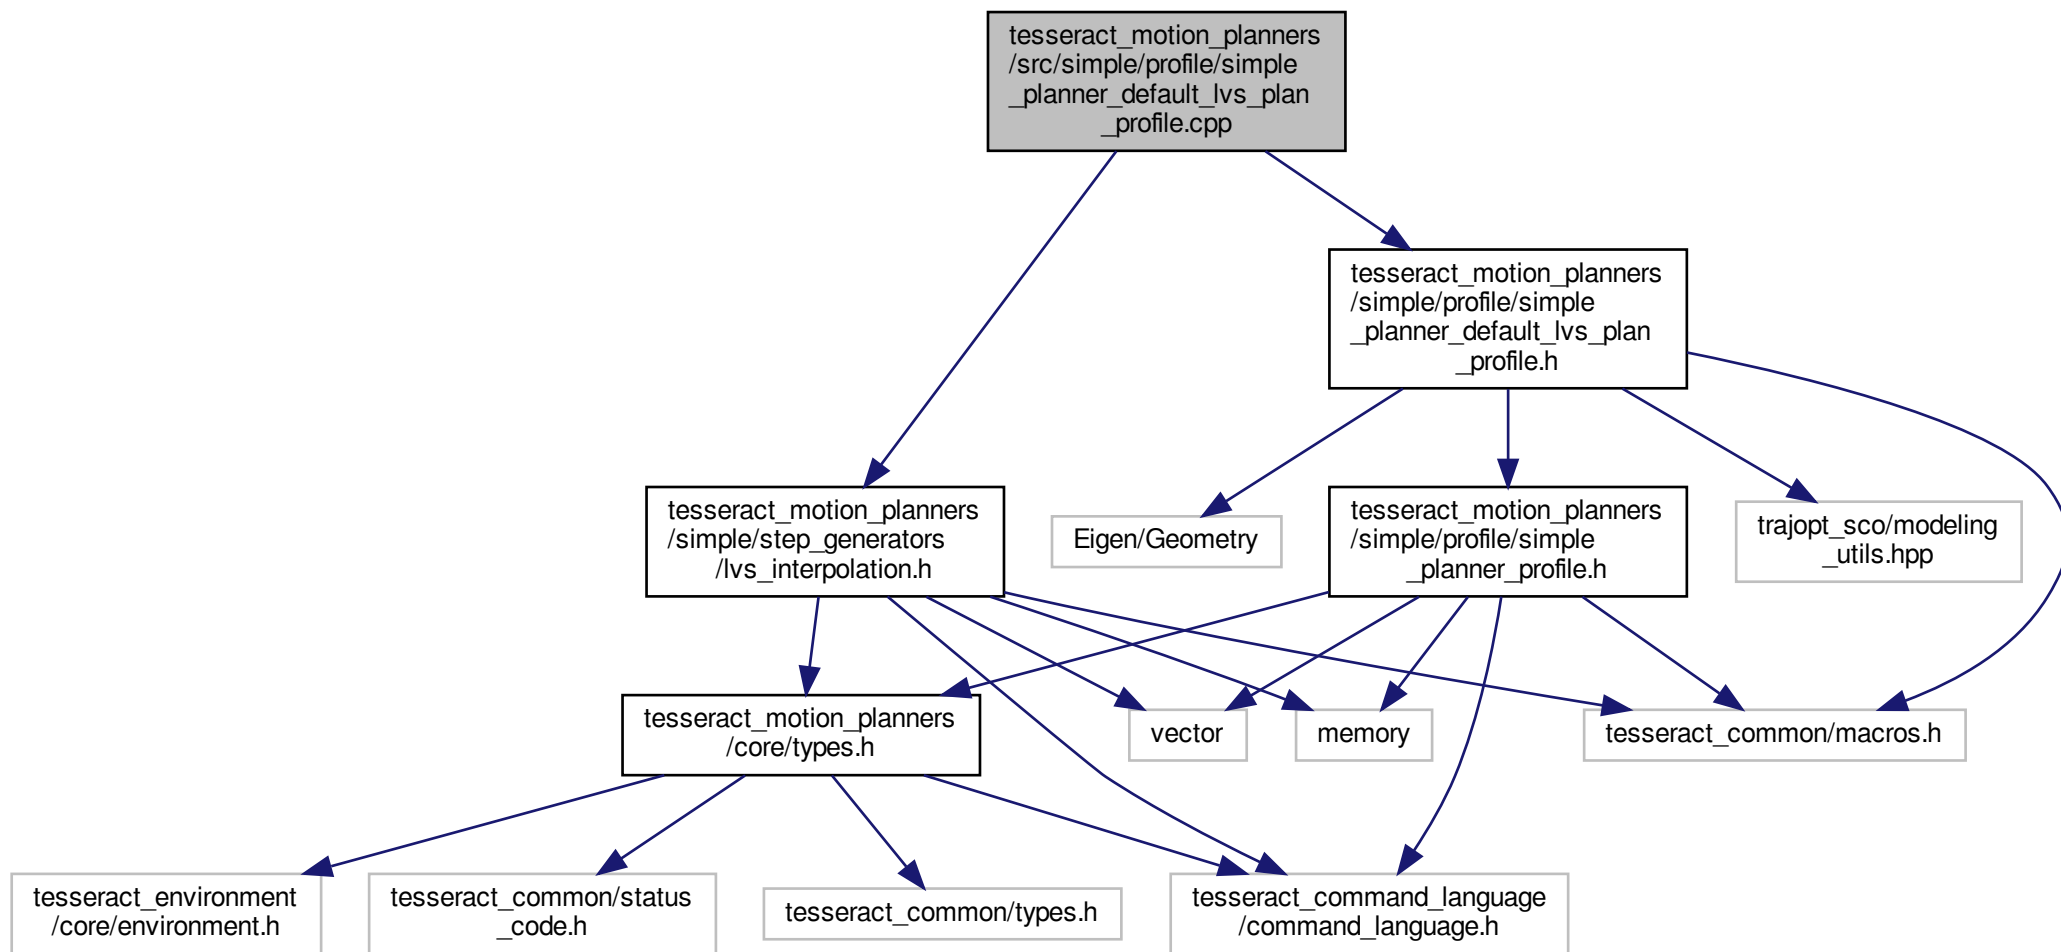 tesseract_motion_planners
/src/simple/profile/simple
_planner_default_lvs_plan
_profile.cpp
tesseract_motion_planners
/simple/profile/simple
_planner_default_lvs_plan
_profile.h
tesseract_motion_planners
/simple/step_generators
/lvs_interpolation.h
Eigen/Geometry
tesseract_motion_planners
/simple/profile/simple
_planner_profile.h
trajopt_sco/modeling
_utils.hpp
tesseract_motion_planners
/core/types.h
vector
memory
tesseract_common/macros.h
tesseract_environment
/core/environment.h
tesseract_common/status
_code.h
tesseract_common/types.h
tesseract_command_language
/command_language.h